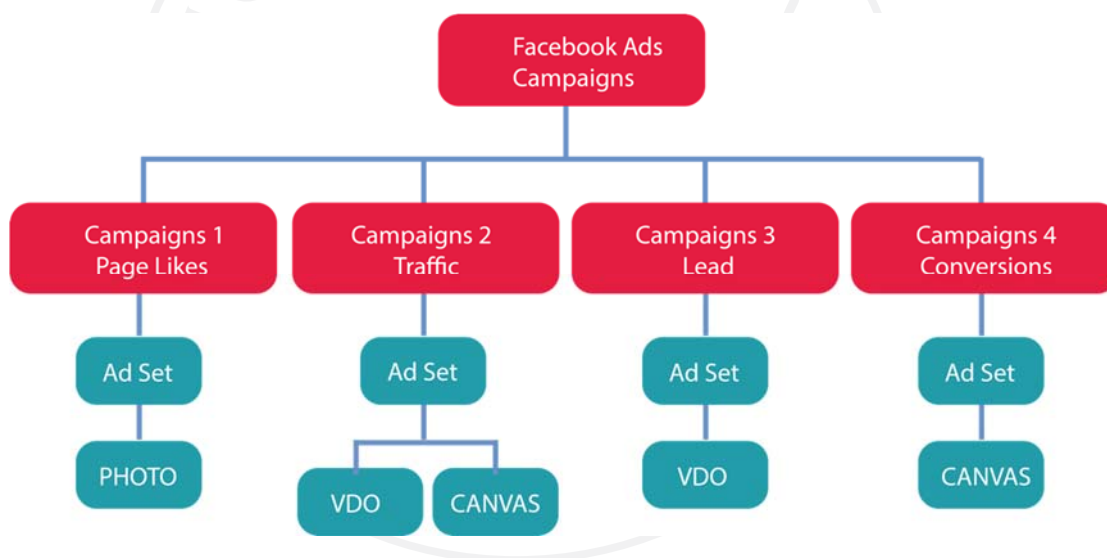 Facebook Ads
Campaigns
Campaigns 1
Page Likes
Campaigns 2
Traffic
Campaigns 3
Lead
Campaigns 4
Conversions
Ad Set
Ad Set
Ad Set
Ad Set
PHOTO
VDO
CANVAS
VDO
CANVAS